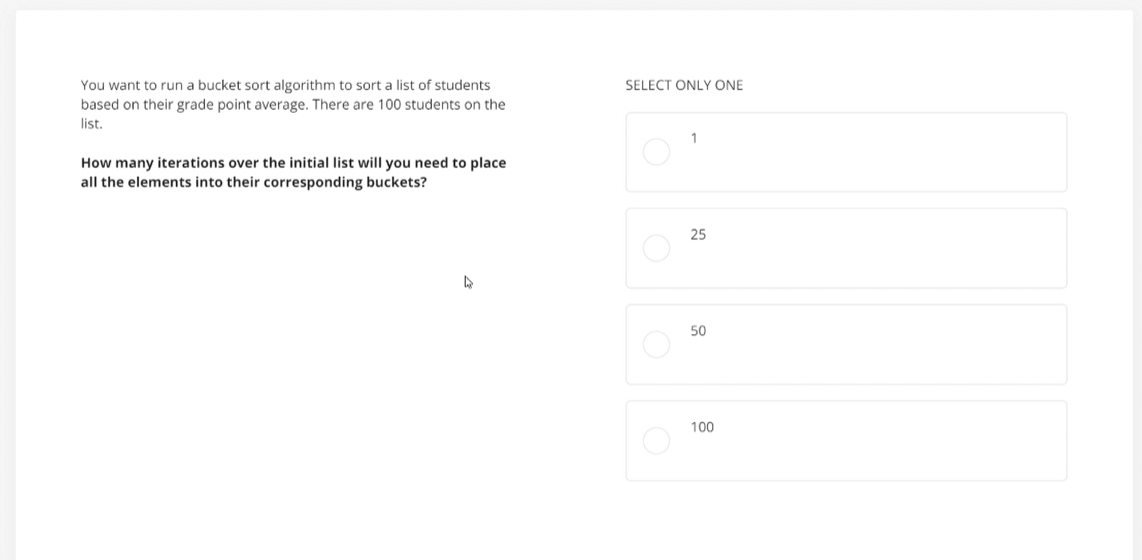 You want to run a bucket sort algorithm to sort a list of students
based on their grade point average. There are 100 students on the
list.
How many iterations over the initial list will you need to place
all the elements into their corresponding buckets?
SELECT ONLY ONE
1
25
50
100